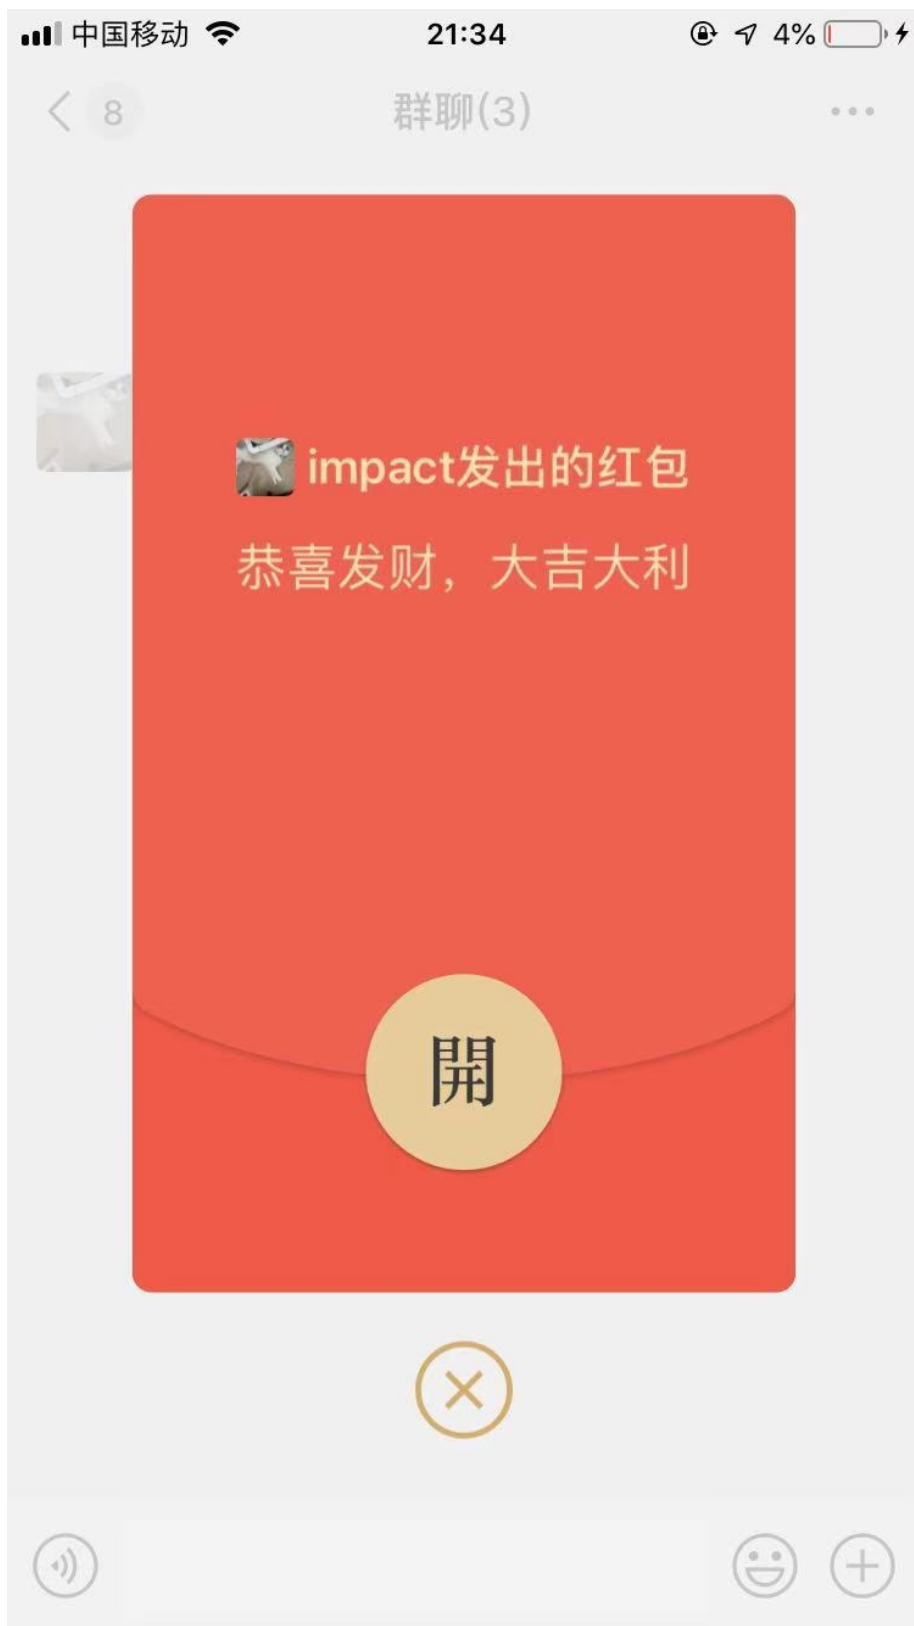 中国移动 21:34 4%
8 群聊(3)
impact发出的红包
恭喜发财，大吉大利
開